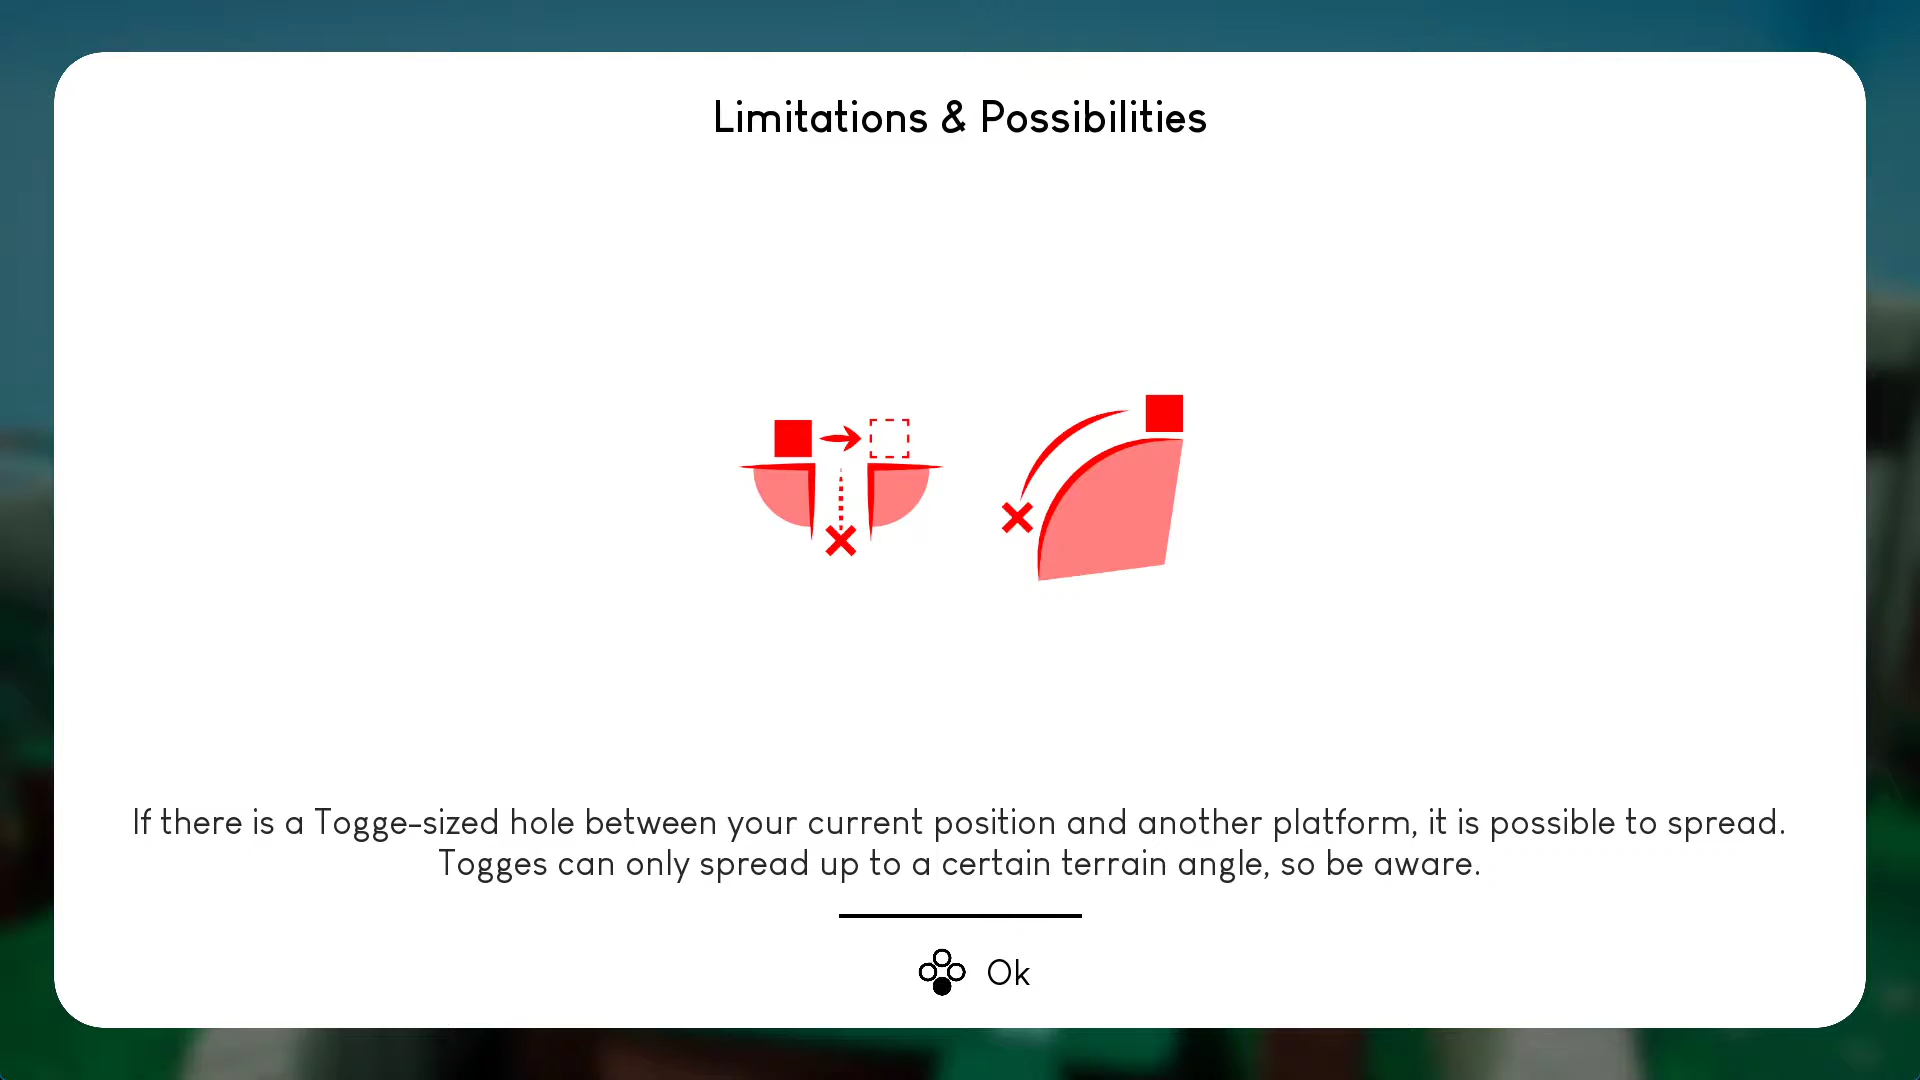 Limitations & Possibilities
If there is a Togge-sized hole between your current position and another platform, it is possible to spread.
Togges can only spread up to a certain terrain angle, so be aware.
Ok